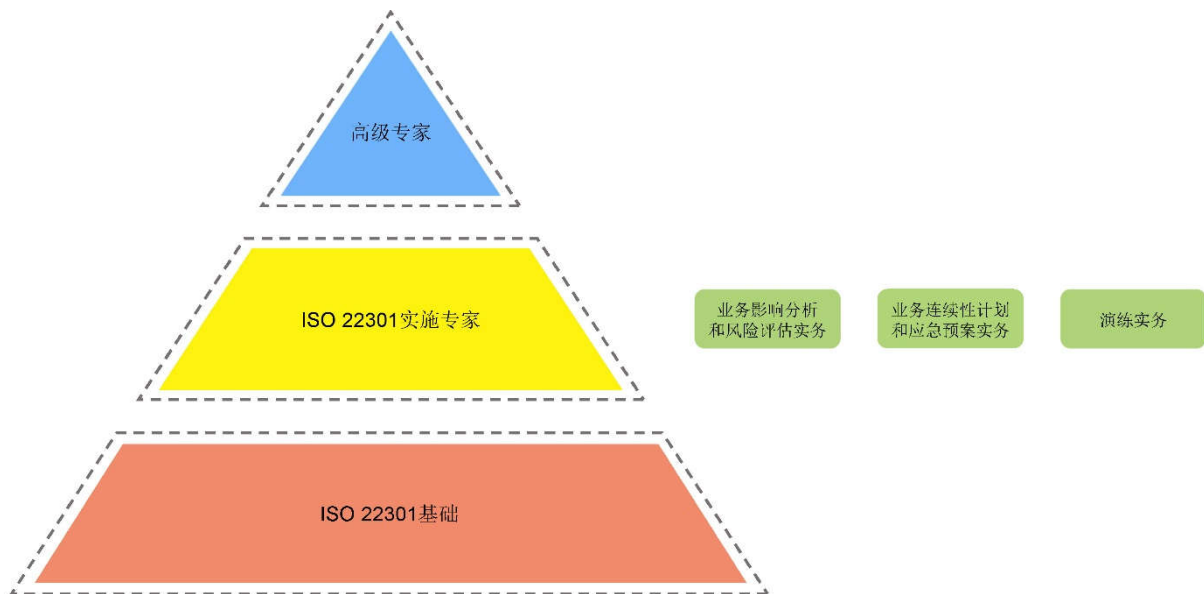 高级专家
ISO 22301实施专家
业务影响分析
和风险评估实务
业务连续性计划
和应急预案实务
演练实务
ISO 22301基础